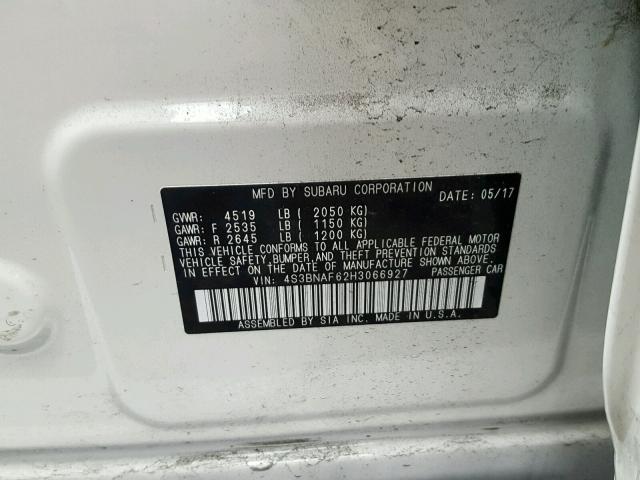 MFD BY SUBARU CORPORATION DATE: 05/17
GVWR: 4519 LB ( 2050 KG)
GAWR: F 2535 LB ( 1150 KG)
GAWR: R 2645 LB ( 1200 KG)
THIS VEHICLE CONFORMS TO ALL APPLICABLE FEDERAL MOTOR
VEHICLE SAFETY,BUMPER,AND THEFT PREVENTION STANDARDS
IN EFFECT ON THE DATE OF MANUFACTURE SHOWN ABOVE.
VIN: 4S3BNAF62H3066927 PASSENGER CAR
ASSEMBLED BY SIA INC. MADE IN U.S.A.